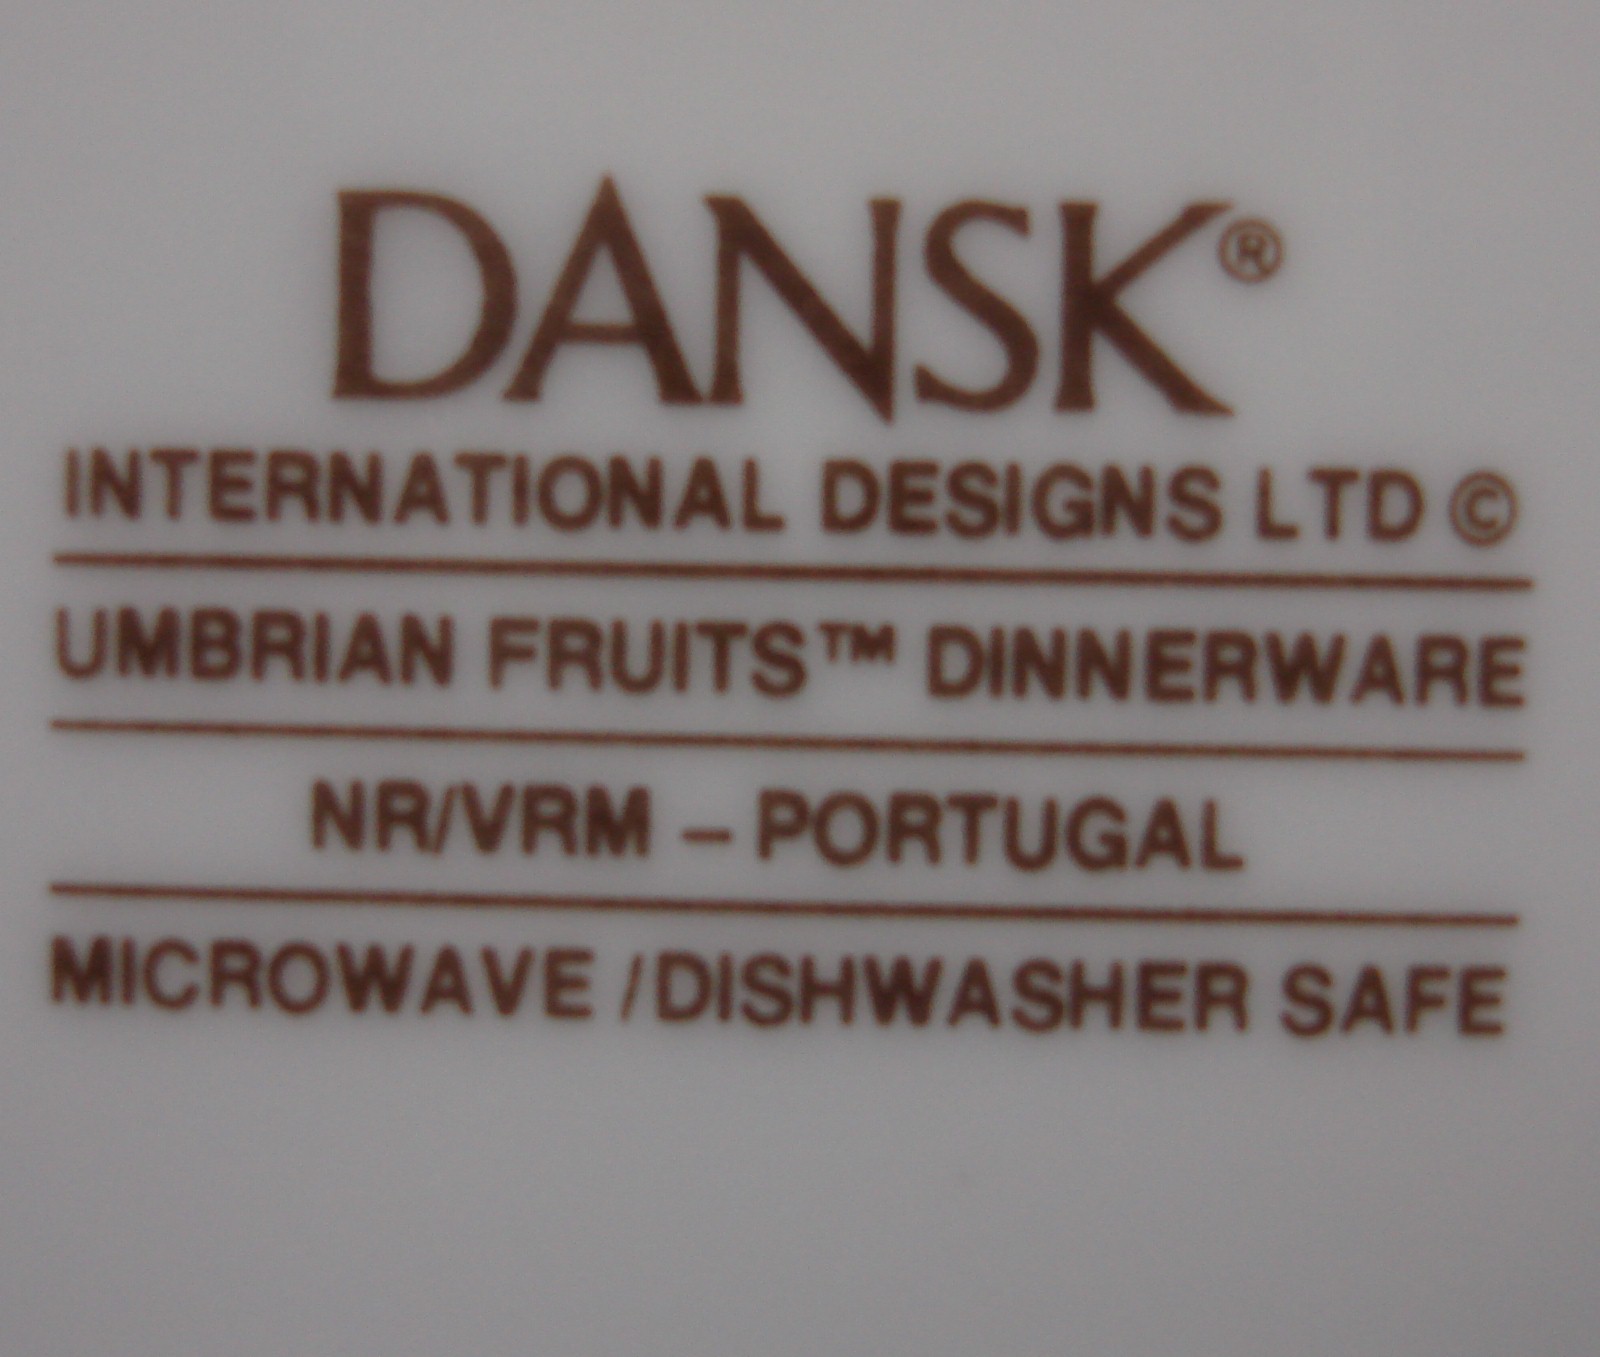 DANSK®
INTERNATIONAL DESIGNS LTD ©
UMBRIAN FRUITS™ DINNERWARE
NR/VRM – PORTUGAL
MICROWAVE /DISHWASHER SAFE